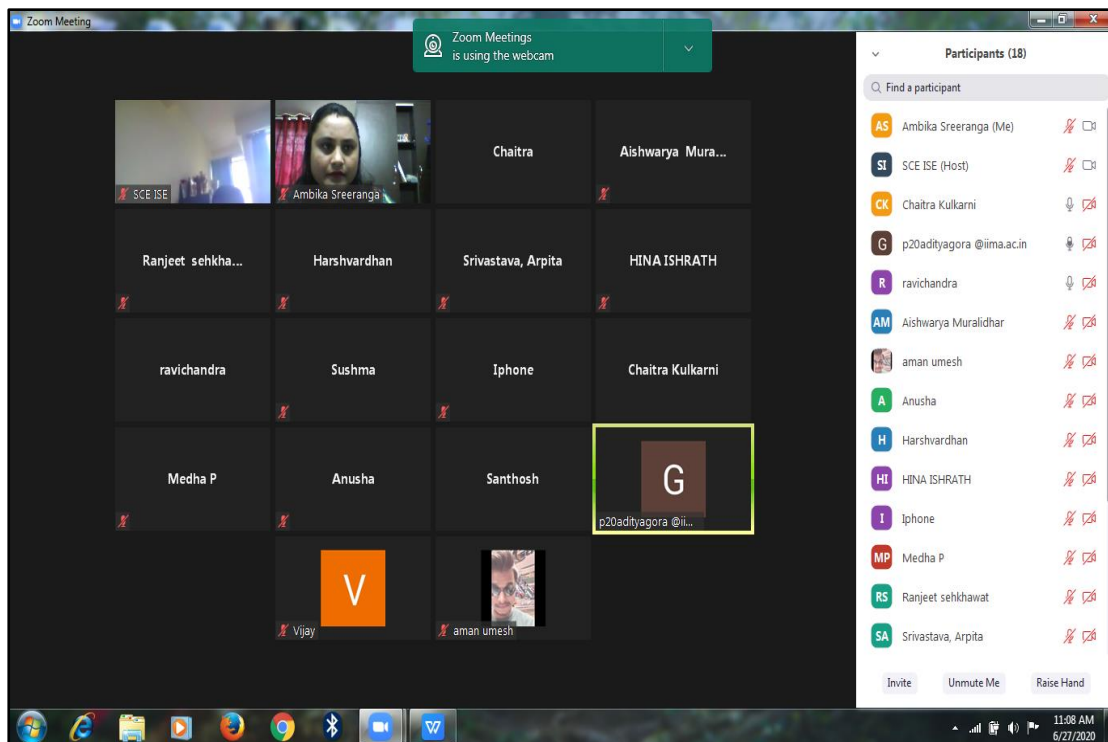 Zoom Meeting
Zoom Meetings
is using the webcam
SCE ISE
Ambika Sreeranga
Chaitra
Aishwarya Mura...
Ranjeet sehkha...
Harshvardhan
Srivastava, Arpita
HINA ISHRATH
ravichandra
Sushma
Iphone
Chaitra Kulkarni
Medha P
Anusha
Santhosh
G
p20adityagora @ii...
V
Vijay
aman umesh
Participants (18)
Find a participant
AS Ambika Sreeranga (Me)
SI SCE ISE (Host)
CK Chaitra Kulkarni
G p20adityagora @iima.ac.in
R ravichandra
AM Aishwarya Muralidhar
aman umesh
A Anusha
H Harshvardhan
HI HINA ISHRATH
I Iphone
MP Medha P
RS Ranjeet sehkhawat
SA Srivastava, Arpita
Invite Unmute Me Raise Hand
W
11:08 AM
6/27/2020